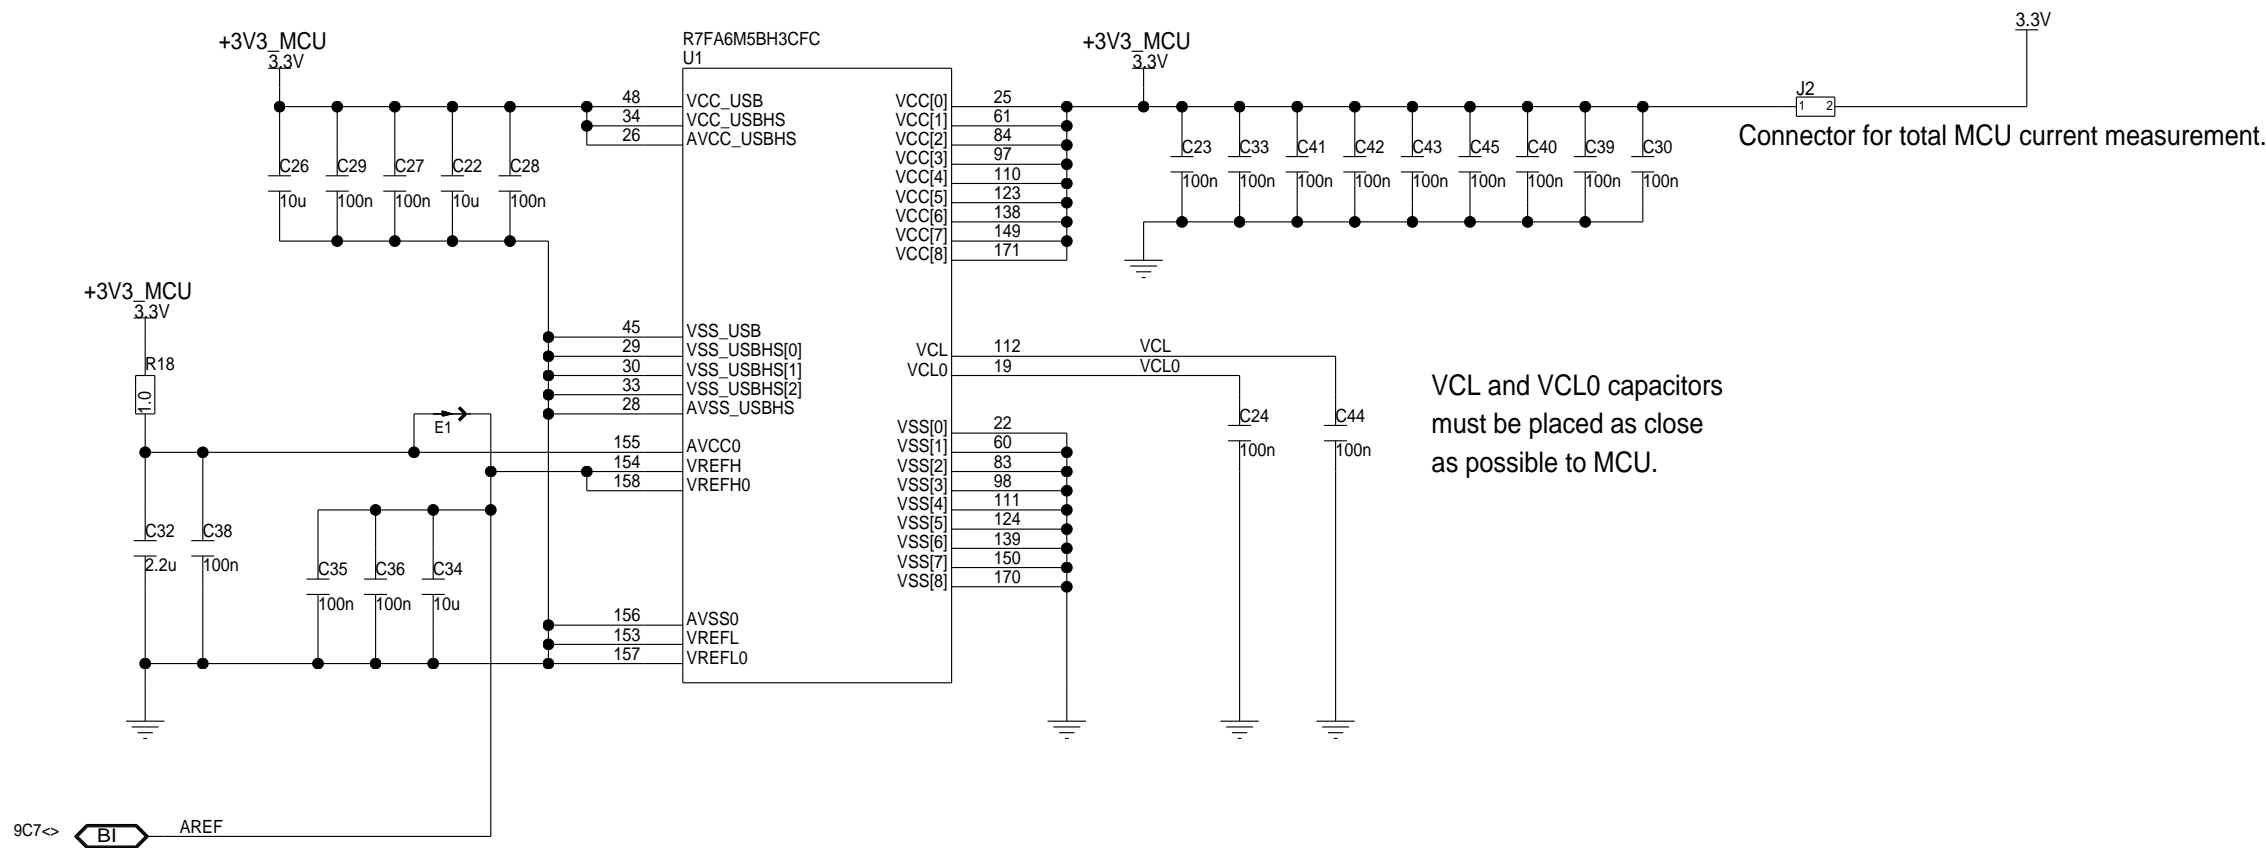 3.3V
+3V3_MCU
3.3V
R7FA6M5BH3CFC
U1
+3V3_MCU
3.3V
J2
1 2
Connector for total MCU current measurement.
48 VCC_USB
34 VCC_USBHS
26 AVCC_USBHS
VCC[0] 25
VCC[1] 61
VCC[2] 84
VCC[3] 97
VCC[4] 110
VCC[5] 123
VCC[6] 138
VCC[7] 149
VCC[8] 171
C26 C29 C27 C22 C28
10u 100n 100n 10u 100n
C23 C33 C41 C42 C43 C45 C40 C39 C30
100n 100n 100n 100n 100n 100n 100n 100n 100n
+3V3_MCU
3.3V
R18
1.0
45 VSS_USB
29 VSS_USBHS[0]
30 VSS_USBHS[1]
33 VSS_USBHS[2]
28 AVSS_USBHS
E1
155 AVCC0
154 VREFH
158 VREFH0
VCL 112 VCL
VCL0 19 VCL0
VCL and VCL0 capacitors
must be placed as close
as possible to MCU.
C24 C44
100n 100n
VSS[0] 22
VSS[1] 60
VSS[2] 83
VSS[3] 98
VSS[4] 111
VSS[5] 124
VSS[6] 139
VSS[7] 150
VSS[8] 170
C32 C38
2.2u 100n
C35 C36 C34
100n 100n 10u
156 AVSS0
153 VREFL
157 VREFL0
9C7<> BI AREF